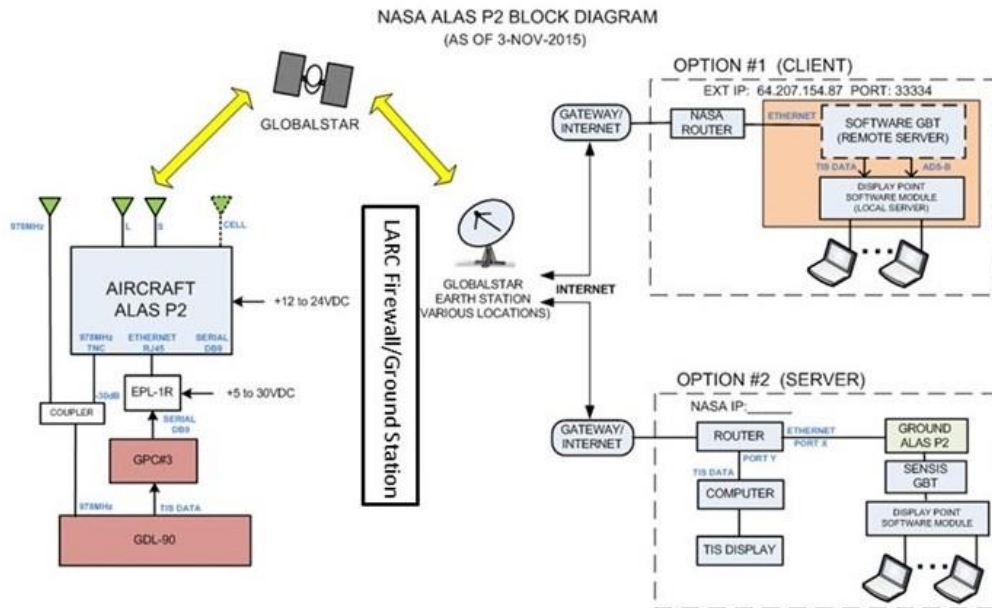 NASA ALAS P2 BLOCK DIAGRAM
(AS OF 3-NOV-2015)
GLOBALSTAR
978MHz
L
S
CELL
AIRCRAFT
ALAS P2
+12 to 24VDC
978MHz
TNC
ETHERNET
RJ45
SERIAL
DB9
-30dB
EPL-1R
+5 to 30VDC
COUPLER
SERIAL
DB9
GPC#3
978MHz
TIS DATA
GDL-90
LARC Firewall/Ground Station
GLOBALSTAR
EARTH STATION
(VARIOUS LOCATIONS)
INTERNET
GATEWAY/
INTERNET
OPTION #1 (CLIENT)
EXT IP: 64.207.154.87 PORT: 33334
NASA
ROUTER
ETHERNET
SOFTWARE GBT
(REMOTE SERVER)
TIS DATA
ADS-B
DISPLAY POINT
SOFTWARE MODULE
(LOCAL SERVER)
GATEWAY/
INTERNET
OPTION #2 (SERVER)
NASA IP:_____
ROUTER
ETHERNET
PORT X
GROUND
ALAS P2
PORT Y
TIS DATA
COMPUTER
SENSIS
GBT
TIS DISPLAY
DISPLAY POINT
SOFTWARE MODULE